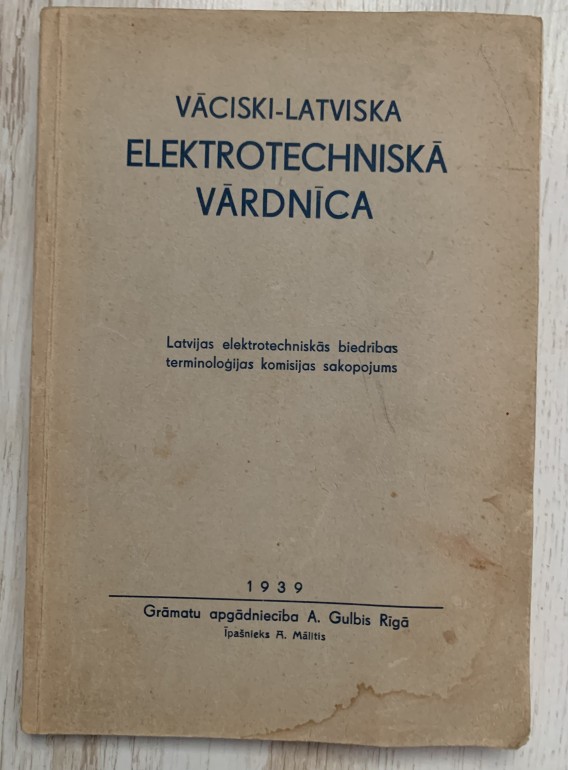 VĀCISKI-LATVISKA
ELEKTROTECHNISKĀ
VĀRDNĪCA
Latvijas elektrotechniskās biedrības
terminoloģijas komisijas sakopojums
1939
Grāmatu apgādniecība A. Gulbis Rīgā
Īpašnieks A. Mālītis